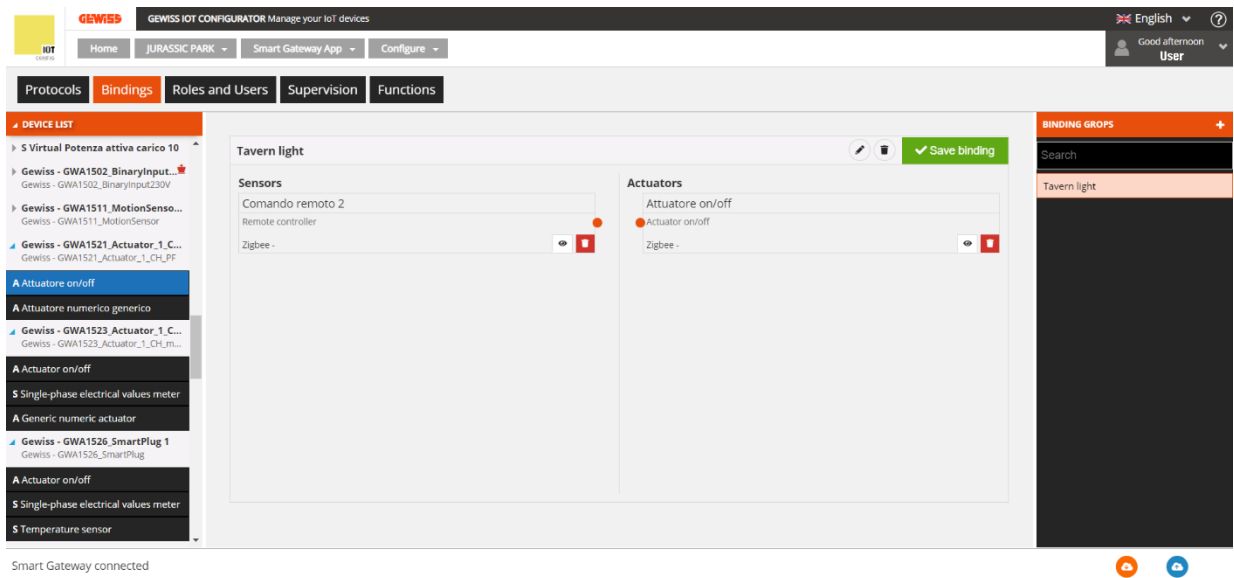 GEWISS
GEWISS IOT CONFIGURATOR Manage your IoT devices
English
?
IOT
CONFIG
Home
JURASSIC PARK
Smart Gateway App
Configure
Good afternoon
User
Protocols
Bindings
Roles and Users
Supervision
Functions
DEVICE LIST
S Virtual Potenza attiva carico 10
Gewiss - GWA1502_BinaryInput...
Gewiss - GWA1502_BinaryInput230V
Gewiss - GWA1511_MotionSenso...
Gewiss - GWA1511_MotionSensor
Gewiss - GWA1521_Actuator_1_C...
Gewiss - GWA1521_Actuator_1_CH_PF
A Attuatore on/off
A Attuatore numerico generico
Gewiss - GWA1523_Actuator_1_C...
Gewiss - GWA1523_Actuator_1_CH_m...
A Actuator on/off
S Single-phase electrical values meter
A Generic numeric actuator
Gewiss - GWA1526_SmartPlug 1
Gewiss - GWA1526_SmartPlug
A Actuator on/off
S Single-phase electrical values meter
S Temperature sensor
Tavern light
Save binding
Sensors
Comando remoto 2
Remote controller
Zigbee -
Actuators
Attuatore on/off
Actuator on/off
Zigbee -
BINDING GROPS
+
Search
Tavern light
Smart Gateway connected